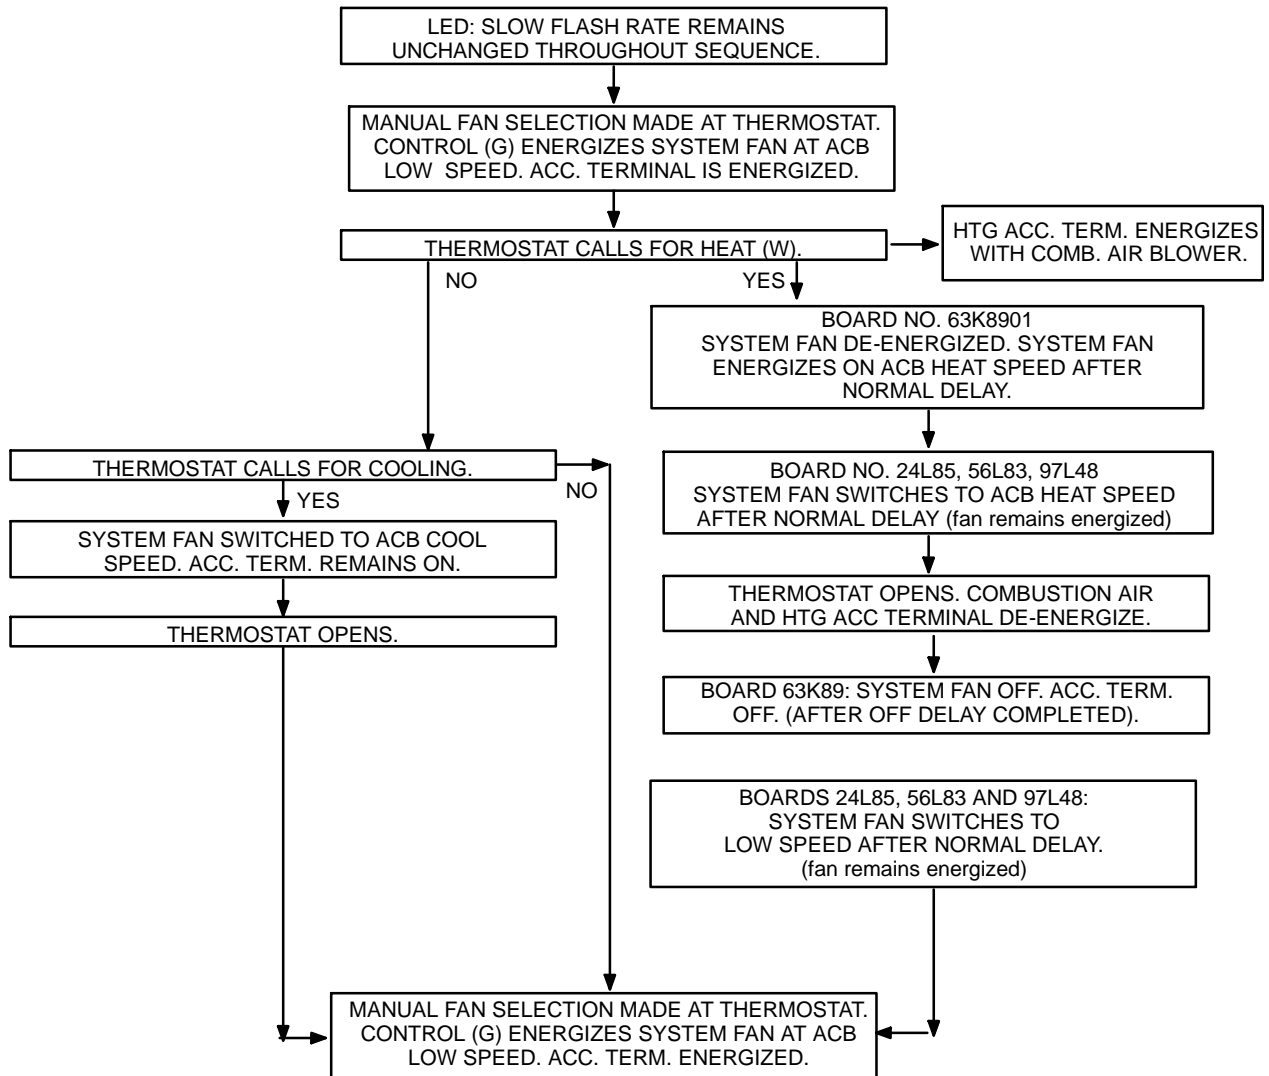 LED: SLOW FLASH RATE REMAINS
UNCHANGED THROUGHOUT SEQUENCE.
MANUAL FAN SELECTION MADE AT THERMOSTAT.
CONTROL (G) ENERGIZES SYSTEM FAN AT ACB
LOW SPEED. ACC. TERMINAL IS ENERGIZED.
THERMOSTAT CALLS FOR HEAT (W).
HTG ACC. TERM. ENERGIZES
WITH COMB. AIR BLOWER.
NO
YES
BOARD NO. 63K8901
SYSTEM FAN DE-ENERGIZED. SYSTEM FAN
ENERGIZES ON ACB HEAT SPEED AFTER
NORMAL DELAY.
THERMOSTAT CALLS FOR COOLING.
NO
YES
BOARD NO. 24L85, 56L83, 97L48
SYSTEM FAN SWITCHES TO ACB HEAT SPEED
AFTER NORMAL DELAY (fan remains energized)
SYSTEM FAN SWITCHED TO ACB COOL
SPEED. ACC. TERM. REMAINS ON.
THERMOSTAT OPENS. COMBUSTION AIR
AND HTG ACC TERMINAL DE-ENERGIZE.
THERMOSTAT OPENS.
BOARD 63K89: SYSTEM FAN OFF. ACC. TERM.
OFF. (AFTER OFF DELAY COMPLETED).
BOARDS 24L85, 56L83 AND 97L48:
SYSTEM FAN SWITCHES TO
LOW SPEED AFTER NORMAL DELAY.
(fan remains energized)
MANUAL FAN SELECTION MADE AT THERMOSTAT.
CONTROL (G) ENERGIZES SYSTEM FAN AT ACB
LOW SPEED. ACC. TERM. ENERGIZED.